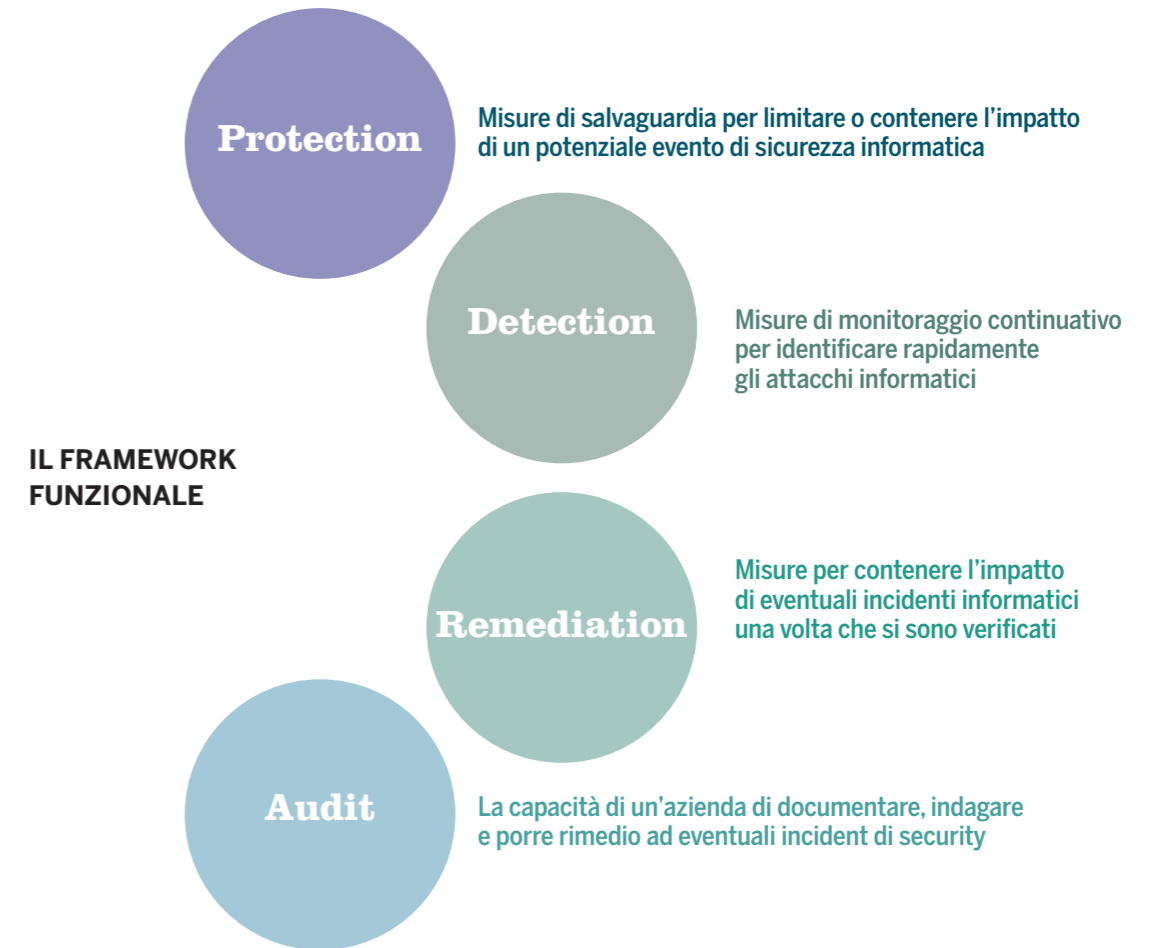 Protection
Misure di salvaguardia per limitare o contenere l’impatto
di un potenziale evento di sicurezza informatica
Detection
Misure di monitoraggio continuativo
per identificare rapidamente
gli attacchi informatici
IL FRAMEWORK
FUNZIONALE
Remediation
Misure per contenere l’impatto
di eventuali incidenti informatici
una volta che si sono verificati
Audit
La capacità di un’azienda di documentare, indagare
e porre rimedio ad eventuali incident di security